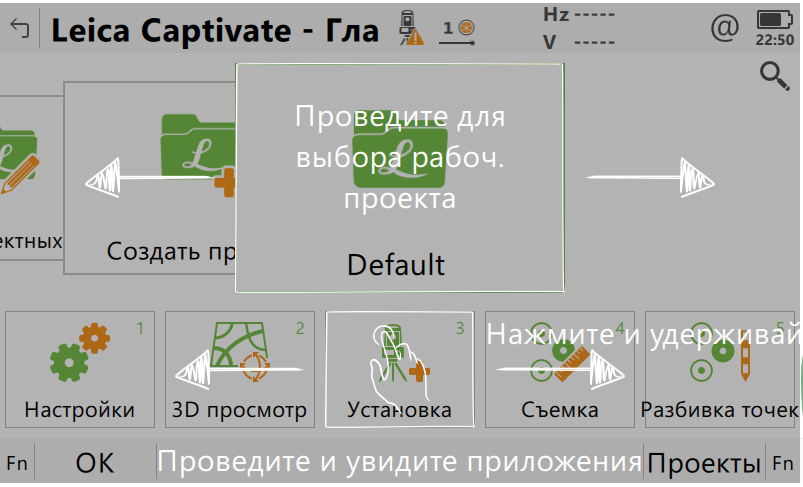 Leica Captivate - Гла
1
Hz -----
V -----
@
22:50
Проведите для
выбора рабоч.
проекта
ектных
Создать пр
Default
1
2
3
4
5
Нажмите и удерживай
Настройки
3D просмотр
Установка
Съемка
Разбивка точек
Fn
OK
Проведите и увидите приложения
Проекты
Fn